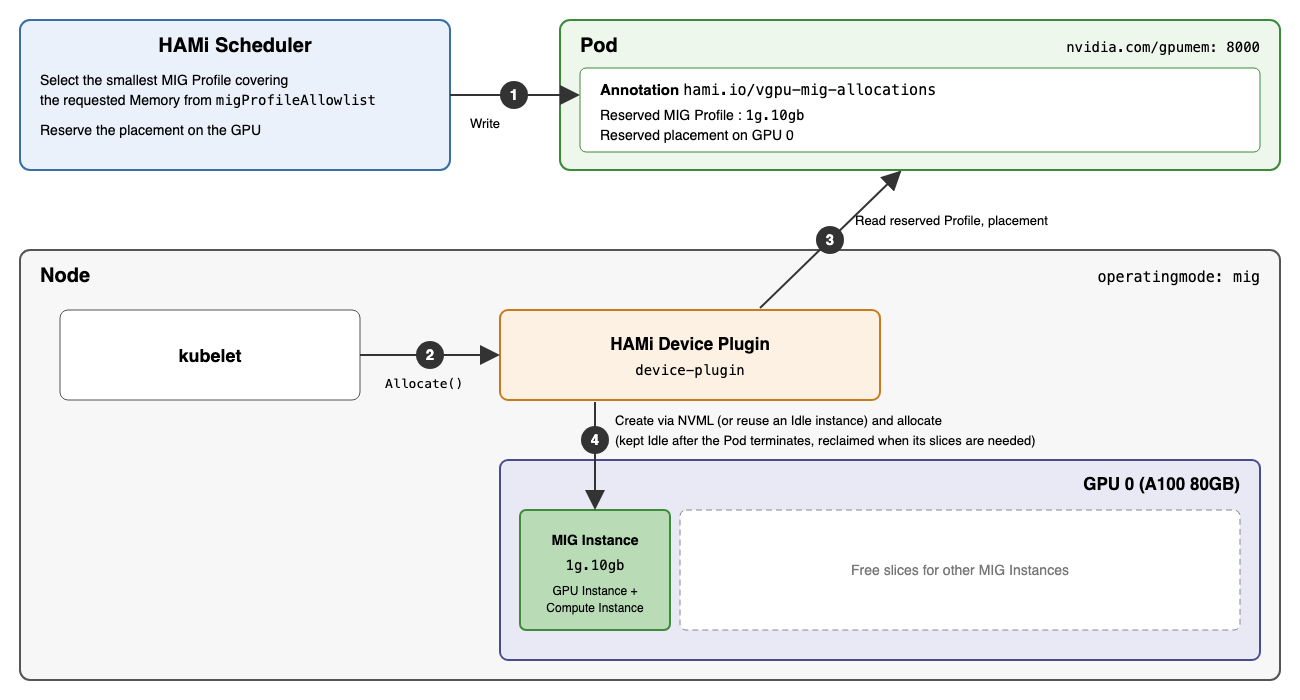 HAMi Scheduler
Select the smallest MIG Profile covering
the requested Memory from migProfileAllowlist
Reserve the placement on the GPU
1
Write
Pod
nvidia.com/gpumem: 8000
Annotation hami.io/vgpu-mig-allocations
Reserved MIG Profile : 1g.10gb
Reserved placement on GPU 0
3
Read reserved Profile, placement
Node
operatingmode: mig
kubelet
2
Allocate()
HAMi Device Plugin
device-plugin
4
Create via NVML (or reuse an Idle instance) and allocate
(kept Idle after the Pod terminates, reclaimed when its slices are needed)
GPU 0 (A100 80GB)
MIG Instance
1g.10gb
GPU Instance +
Compute Instance
Free slices for other MIG Instances